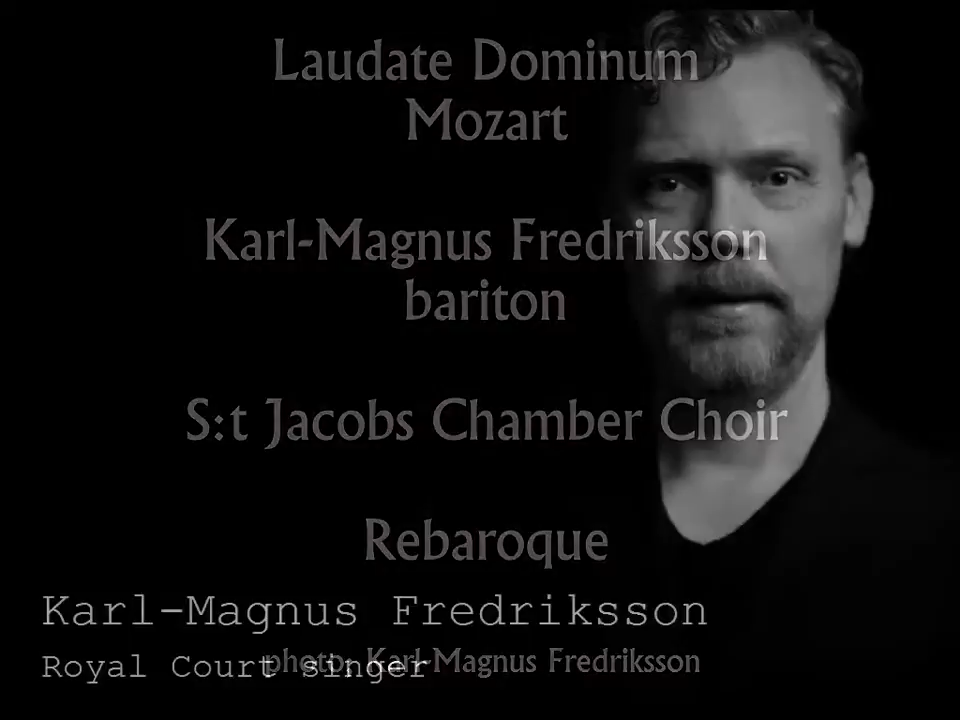 Laudate Dominum
Mozart
Karl-Magnus Fredriksson
bariton
S:t Jacobs Chamber Choir
Rebaroque
Karl-Magnus Fredriksson
Royal Court singer
photo: Karl-Magnus Fredriksson